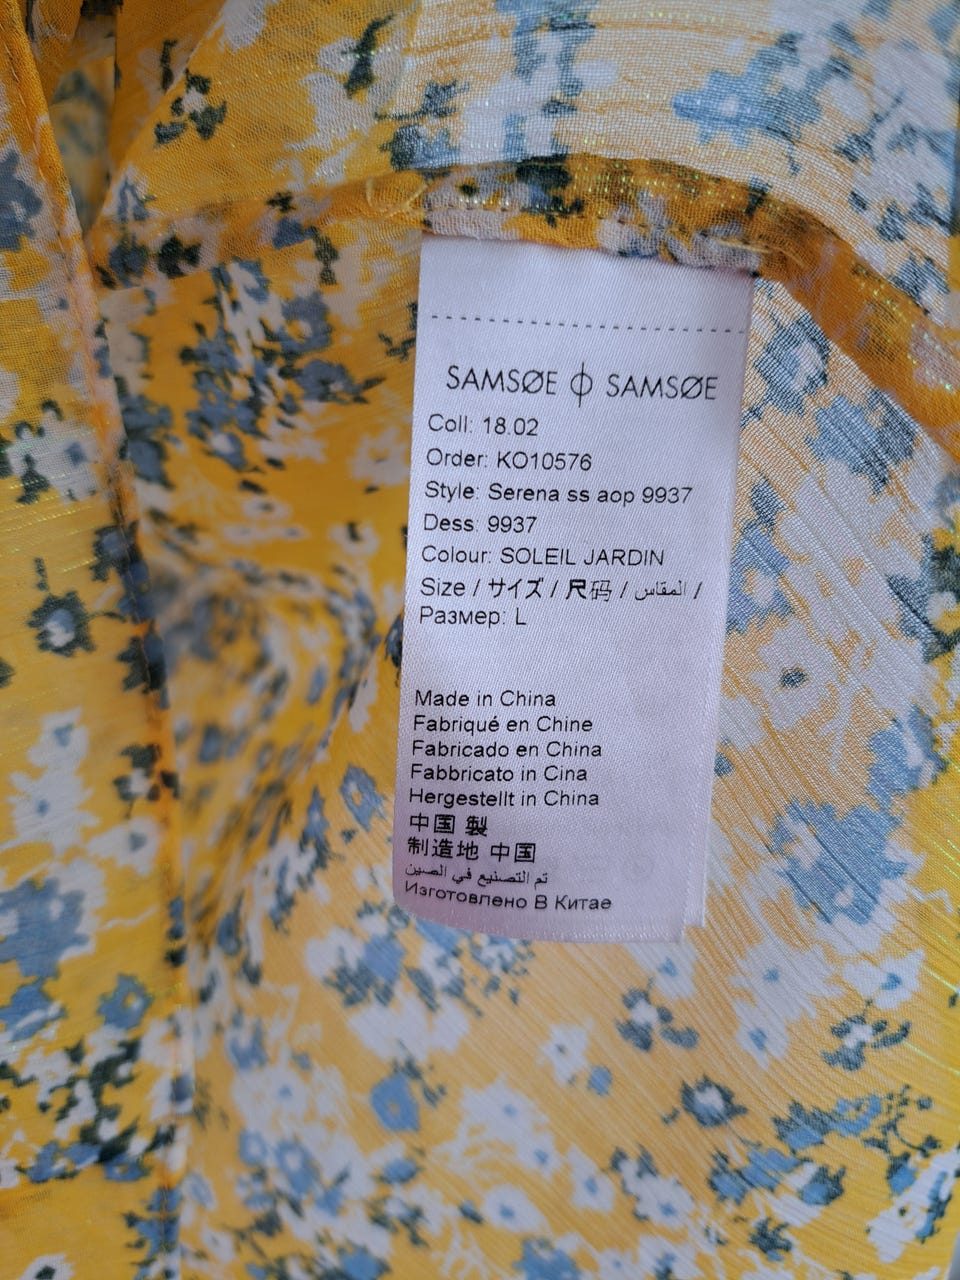 SAMSØE ϕ SAMSØE
Coll: 18.02
Order: KO10576
Style: Serena ss aop 9937
Dess: 9937
Colour: SOLEIL JARDIN
Size / サイズ / 尺码 / المقاس /
Размер: L
Made in China
Fabriqué en Chine
Fabricado en China
Fabbricato in Cina
Hergestellt in China
中国 製
制造地 中国
تم التصنيع في الصين
Изготовлено В Китае